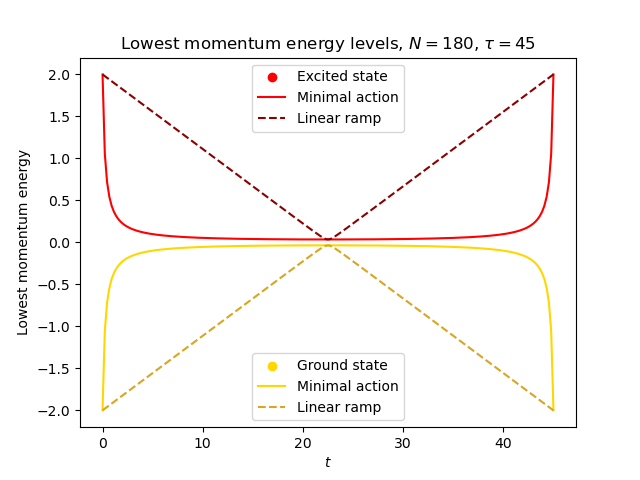 Lowest momentum energy levels, N = 180, τ = 45
Lowest momentum energy
2.0
1.5
1.0
0.5
0.0
−0.5
−1.0
−1.5
−2.0
Excited state
Minimal action
Linear ramp
Ground state
Minimal action
Linear ramp
0
10
20
30
40
t